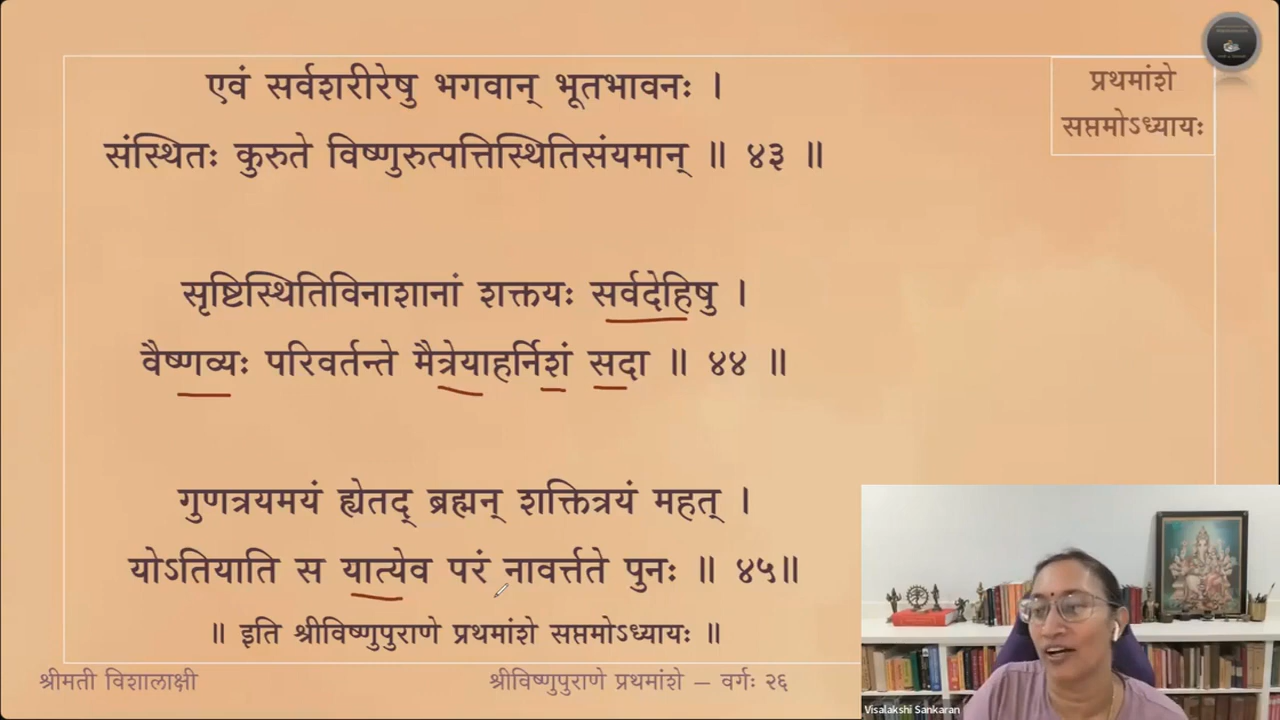 एवं सर्वशरीरेषु भगवान् भूतभावनः ।
संस्थितः कुरुते विष्णुरुत्पत्तिस्थितिसंयमान् ॥ ४३ ॥
सृष्टिस्थितिविनाशानां शक्तयः सर्वदेहिषु ।
वैष्णव्यः परिवर्तन्ते मैत्रेयाहर्निशं सदा ॥ ४४ ॥
गुणत्रयमयं ह्येतद् ब्रह्मन् शक्तित्रयं महत् ।
योऽतियाति स यात्येव परं नावर्त्तते पुनः ॥ ४५॥
॥ इति श्रीविष्णुपुराणे प्रथमांशे सप्तमोऽध्यायः ॥
प्रथमांशे
सप्तमोऽध्यायः
श्रीमती विशालाक्षी
श्रीविष्णुपुराणे प्रथमांशे – वर्गः २६
Visalakshi Sankaran